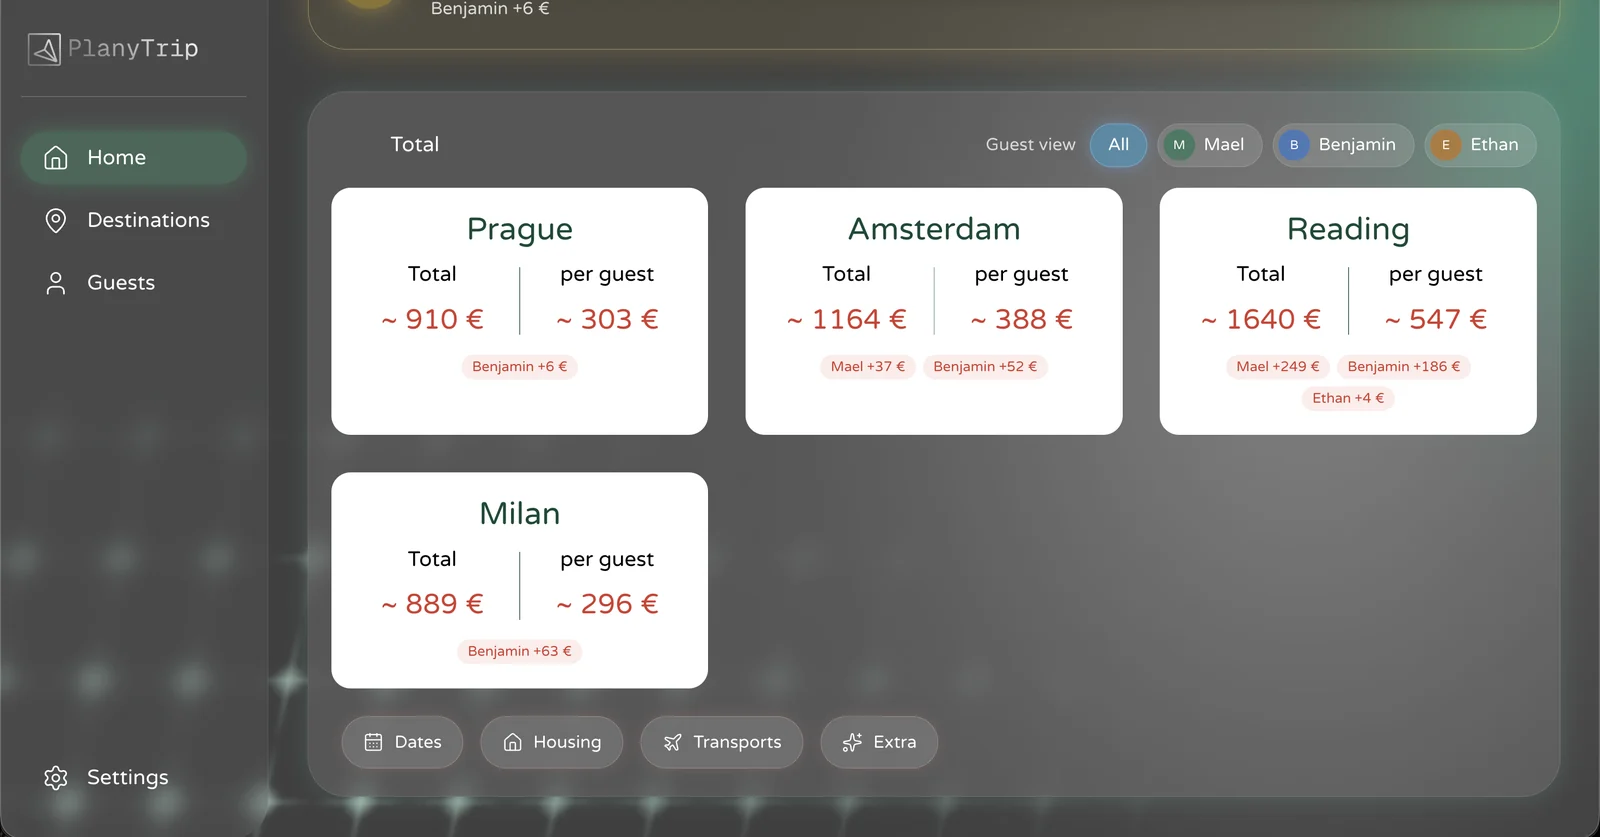 Benjamin +6 €
PlanyTrip
Home
Destinations
Guests
Settings
Total
Guest view
All
M Mael
B Benjamin
E Ethan
Prague
Total per guest
~ 910 € ~ 303 €
Benjamin +6 €
Amsterdam
Total per guest
~ 1164 € ~ 388 €
Mael +37 € Benjamin +52 €
Reading
Total per guest
~ 1640 € ~ 547 €
Mael +249 € Benjamin +186 €
Ethan +4 €
Milan
Total per guest
~ 889 € ~ 296 €
Benjamin +63 €
Dates
Housing
Transports
Extra